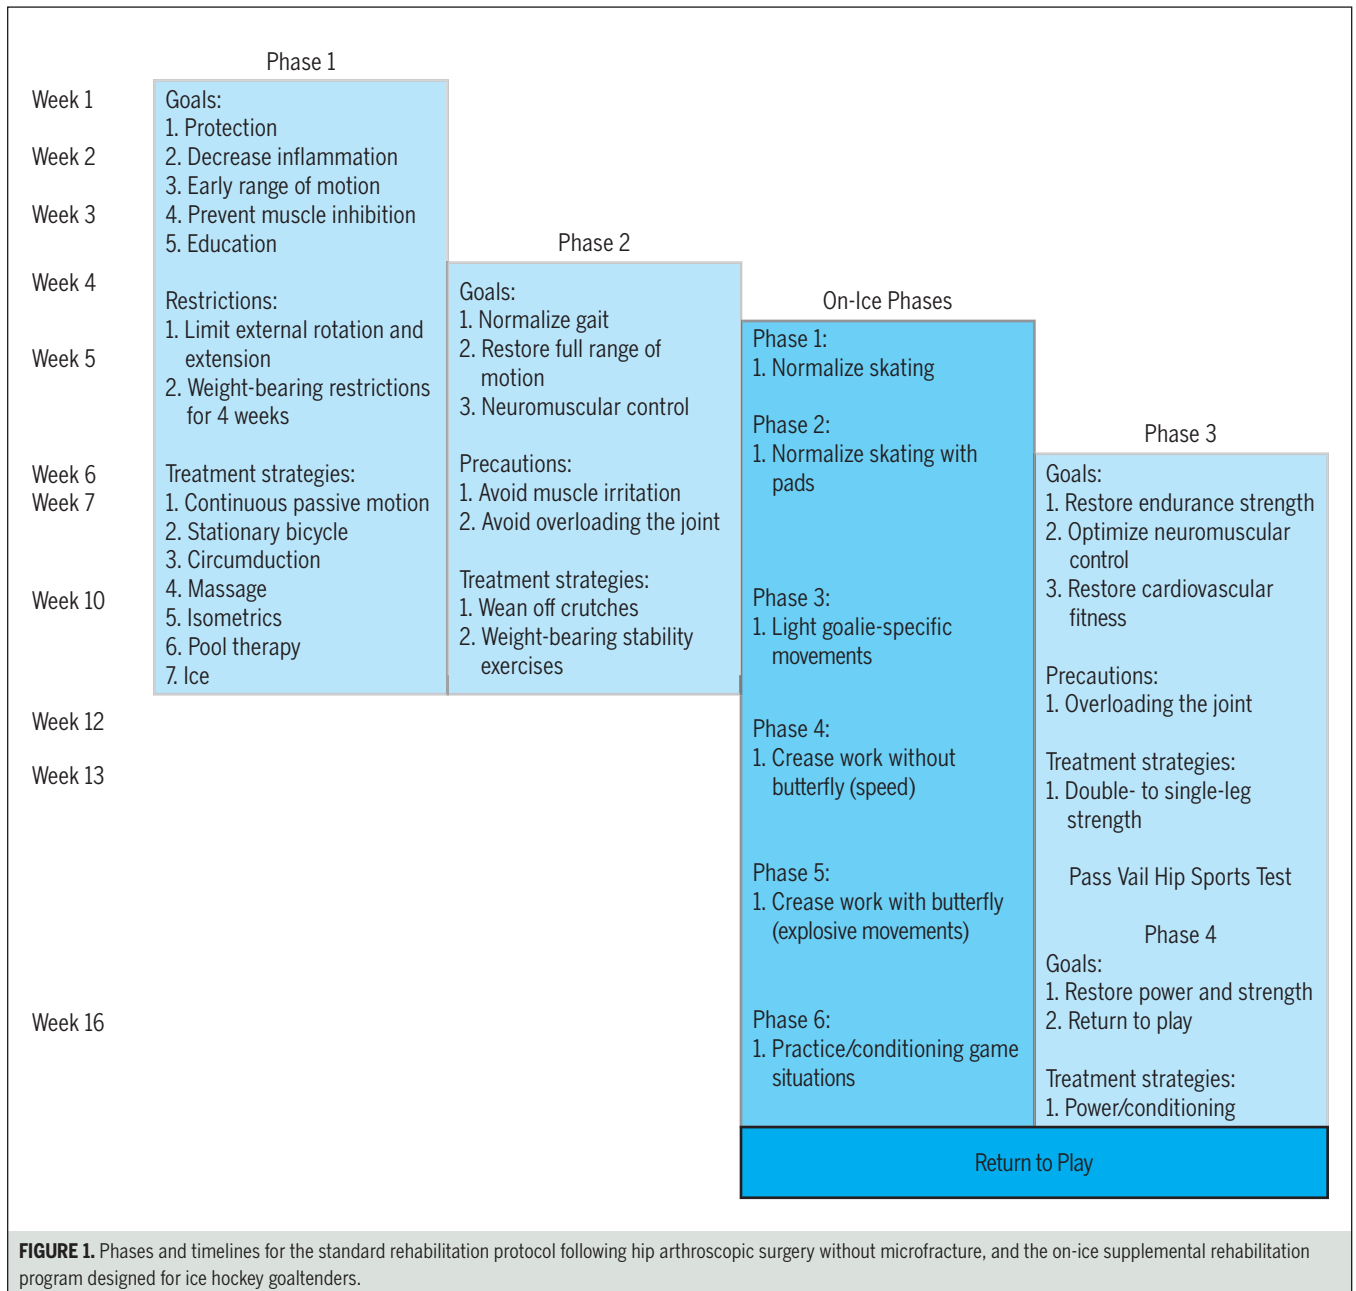 Phase 1
Week 1
Week 2
Week 3
Week 4
Week 5
Week 6
Week 7
Week 10
Week 12
Week 13
Week 16
Goals:
1. Protection
2. Decrease inflammation
3. Early range of motion
4. Prevent muscle inhibition
5. Education
Restrictions:
1. Limit external rotation and
extension
2. Weight-bearing restrictions
for 4 weeks
Treatment strategies:
1. Continuous passive motion
2. Stationary bicycle
3. Circumduction
4. Massage
5. Isometrics
6. Pool therapy
7. Ice
Phase 2
Goals:
1. Normalize gait
2. Restore full range of
motion
3. Neuromuscular control
Precautions:
1. Avoid muscle irritation
2. Avoid overloading the joint
Treatment strategies:
1. Wean off crutches
2. Weight-bearing stability
exercises
On-Ice Phases
Phase 1:
1. Normalize skating
Phase 2:
1. Normalize skating with
pads
Phase 3:
1. Light goalie-specific
movements
Phase 4:
1. Crease work without
butterfly (speed)
Phase 5:
1. Crease work with butterfly
(explosive movements)
Phase 6:
1. Practice/conditioning game
situations
Phase 3
Goals:
1. Restore endurance strength
2. Optimize neuromuscular
control
3. Restore cardiovascular
fitness
Precautions:
1. Overloading the joint
Treatment strategies:
1. Double- to single-leg
strength
Pass Vail Hip Sports Test
Phase 4
Goals:
1. Restore power and strength
2. Return to play
Treatment strategies:
1. Power/conditioning
Return to Play
FIGURE 1. Phases and timelines for the standard rehabilitation protocol following hip arthroscopic surgery without microfracture, and the on-ice supplemental rehabilitation
program designed for ice hockey goaltenders.